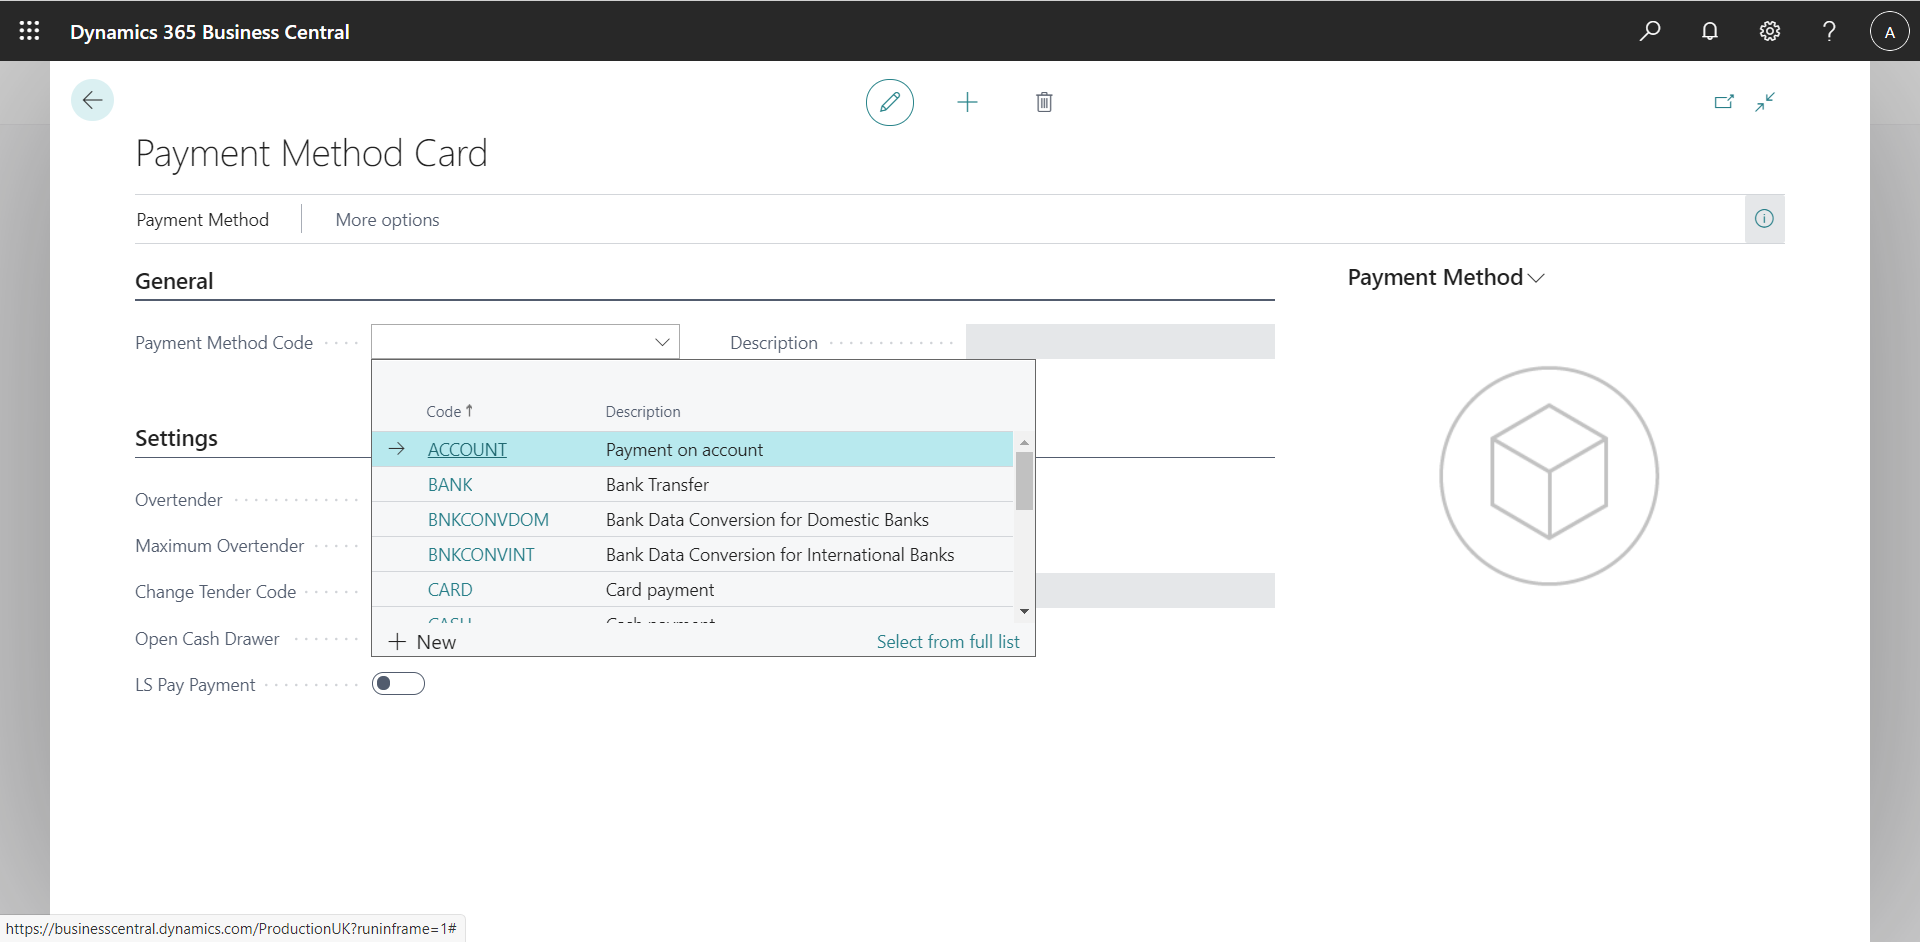 Dynamics 365 Business Central
A
Payment Method Card
Payment Method
More options
General
Payment Method
Payment Method Code
Description
Code ↑
Description
ACCOUNT
Payment on account
BANK
Bank Transfer
BNKCONVDOM
Bank Data Conversion for Domestic Banks
BNKCONVINT
Bank Data Conversion for International Banks
CARD
Card payment
CASH
Cash payment
New
Select from full list
Settings
Overtender
Maximum Overtender
Change Tender Code
Open Cash Drawer
LS Pay Payment
https://businesscentral.dynamics.com/ProductionUK?runinframe=1#